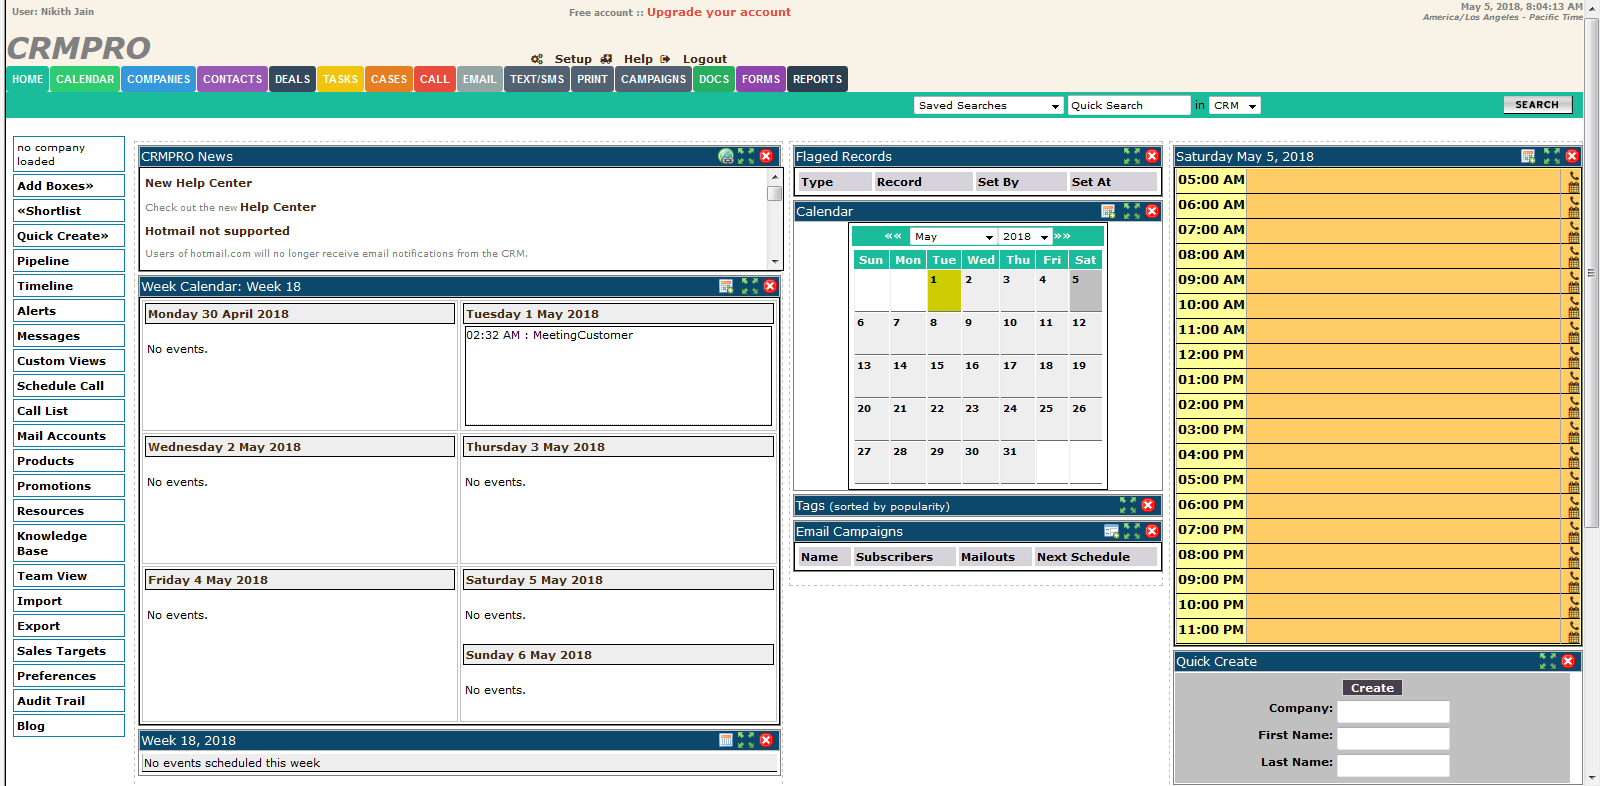 User: Nikith Jain
Free account :: Upgrade your account
May 5, 2018, 8:04:13 AM
America/Los Angeles - Pacific Time
CRMPRO
Setup Help Logout
HOME CALENDAR COMPANIES CONTACTS DEALS TASKS CASES CALL EMAIL TEXT/SMS PRINT CAMPAIGNS DOCS FORMS REPORTS
Saved Searches Quick Search in CRM SEARCH
no company
loaded
Add Boxes»
«Shortlist
Quick Create»
Pipeline
Timeline
Alerts
Messages
Custom Views
Schedule Call
Call List
Mail Accounts
Products
Promotions
Resources
Knowledge
Base
Team View
Import
Export
Sales Targets
Preferences
Audit Trail
Blog
CRMPRO News
New Help Center
Check out the new Help Center
Hotmail not supported
Users of hotmail.com will no longer receive email notifications from the CRM.
Week Calendar: Week 18
Monday 30 April 2018
No events.
Tuesday 1 May 2018
02:32 AM : MeetingCustomer
Wednesday 2 May 2018
No events.
Thursday 3 May 2018
No events.
Friday 4 May 2018
No events.
Saturday 5 May 2018
No events.
Sunday 6 May 2018
No events.
Week 18, 2018
No events scheduled this week
Flaged Records
Type Record Set By Set At
Calendar
«« May 2018 »»
Sun Mon Tue Wed Thu Fri Sat
1 2 3 4 5
6 7 8 9 10 11 12
13 14 15 16 17 18 19
20 21 22 23 24 25 26
27 28 29 30 31
Tags (sorted by popularity)
Email Campaigns
Name Subscribers Mailouts Next Schedule
Saturday May 5, 2018
05:00 AM
06:00 AM
07:00 AM
08:00 AM
09:00 AM
10:00 AM
11:00 AM
12:00 PM
01:00 PM
02:00 PM
03:00 PM
04:00 PM
05:00 PM
06:00 PM
07:00 PM
08:00 PM
09:00 PM
10:00 PM
11:00 PM
Quick Create
Create
Company:
First Name:
Last Name: